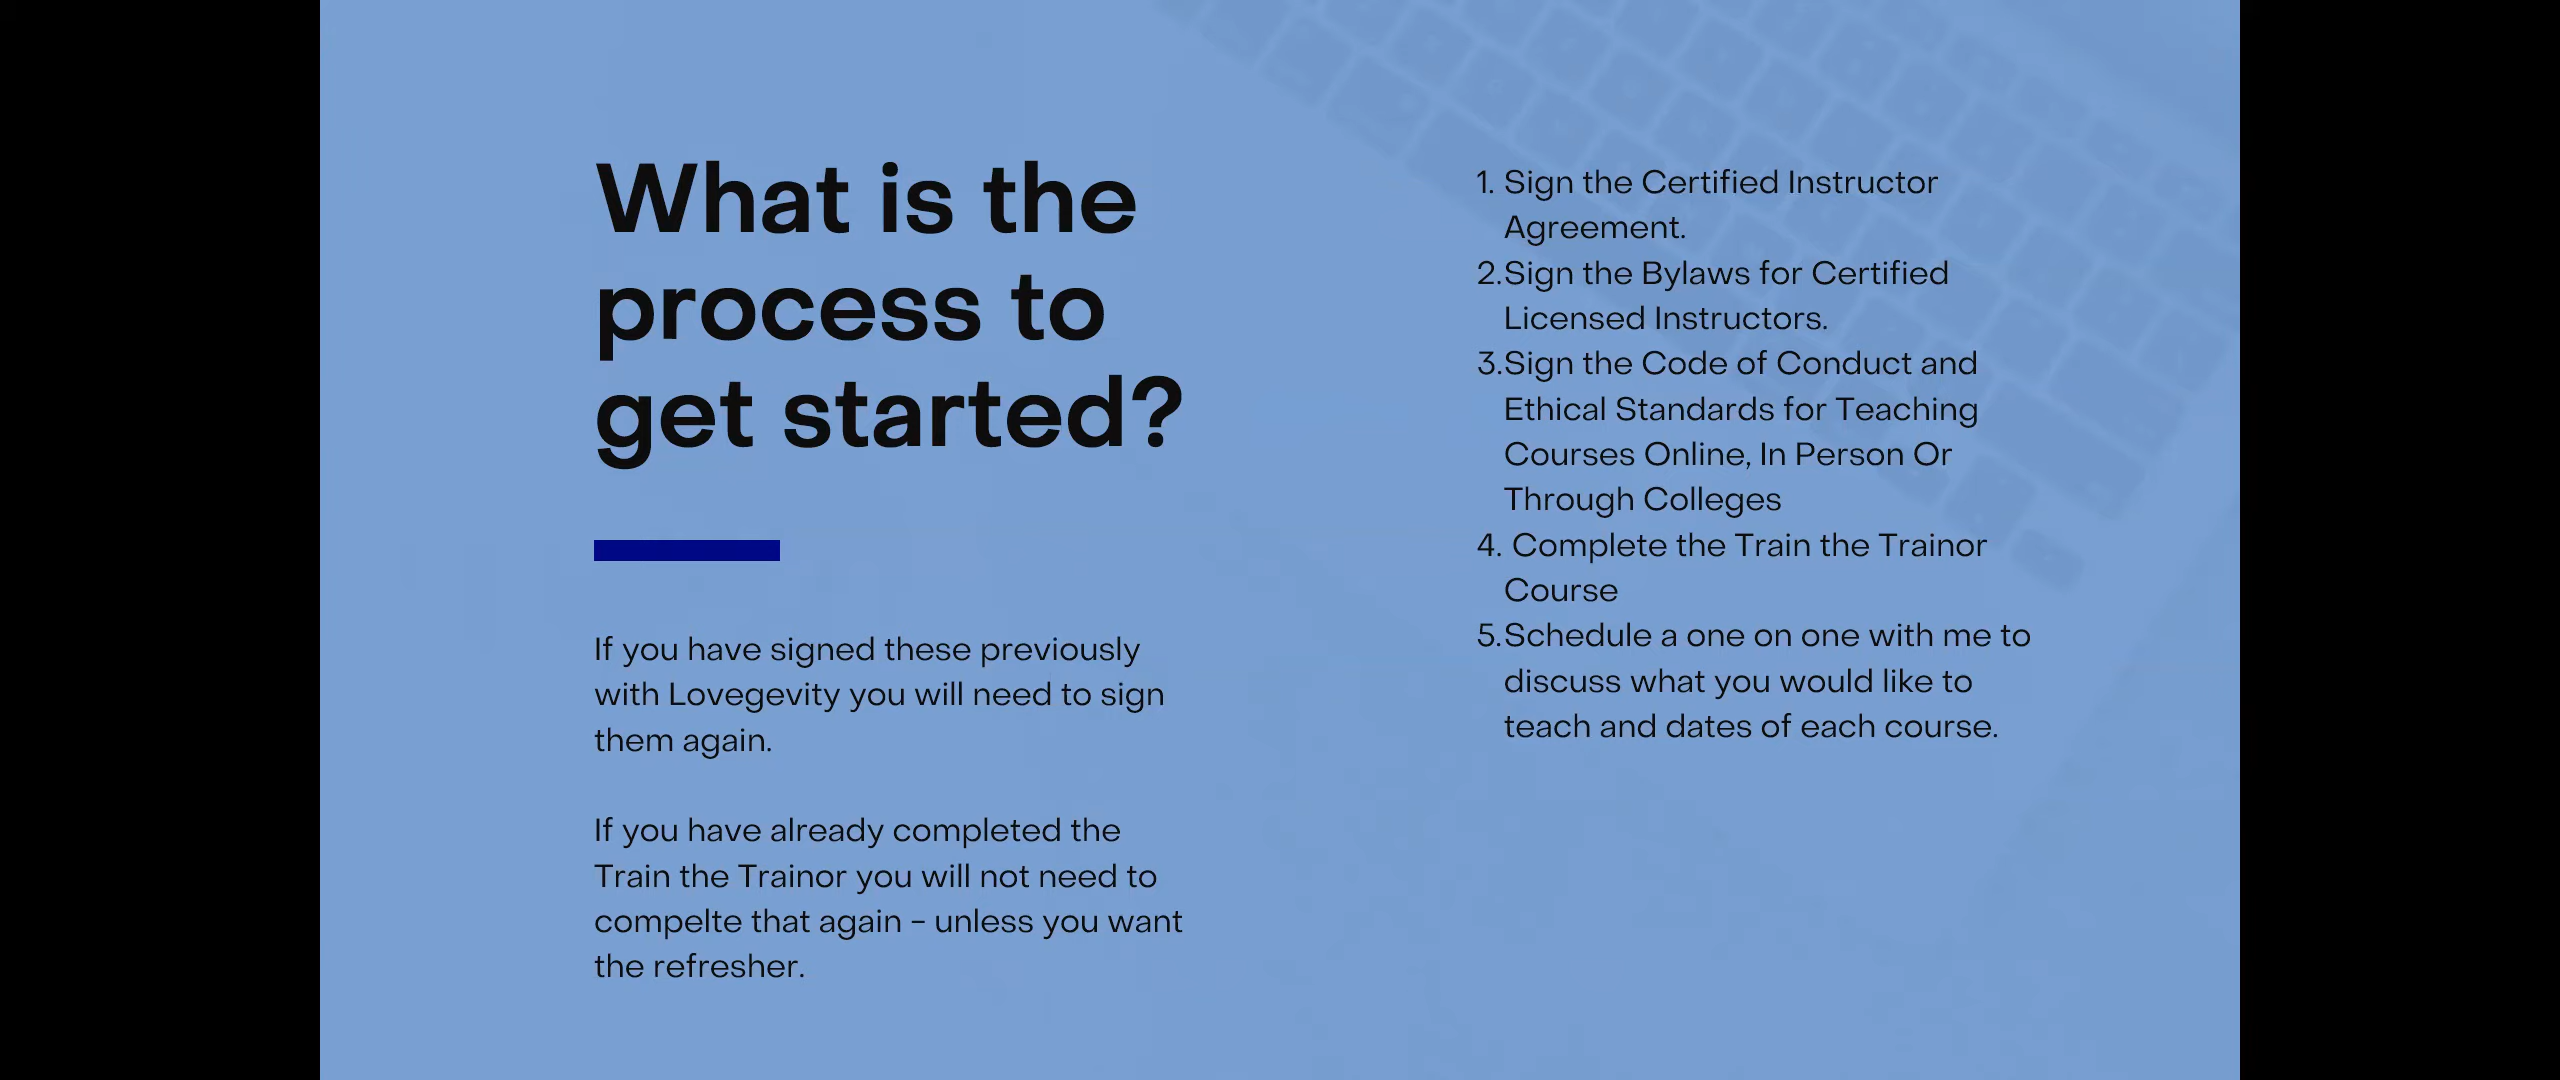 What is the
process to
get started?
If you have signed these previously
with Lovegevity you will need to sign
them again.
If you have already completed the
Train the Trainor you will not need to
compelte that again - unless you want
the refresher.
1. Sign the Certified Instructor
Agreement.
2.Sign the Bylaws for Certified
Licensed Instructors.
3.Sign the Code of Conduct and
Ethical Standards for Teaching
Courses Online, In Person Or
Through Colleges
4. Complete the Train the Trainor
Course
5.Schedule a one on one with me to
discuss what you would like to
teach and dates of each course.